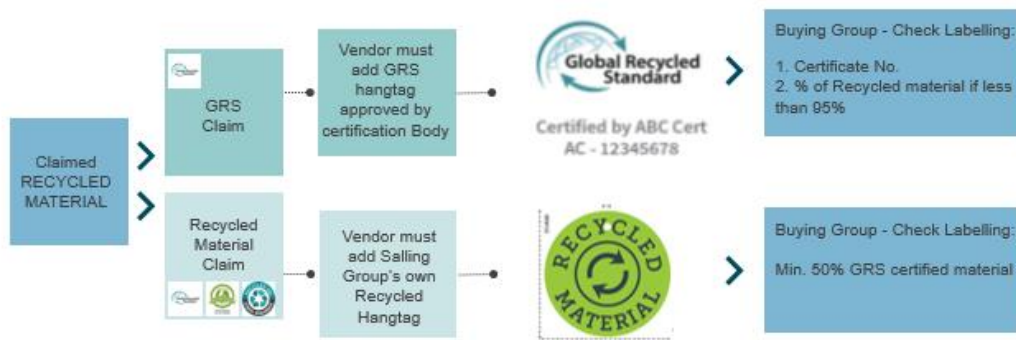 Claimed
RECYCLED
MATERIAL
GRS
Claim
Vendor must
add GRS
hangtag
approved by
certification Body
Global Recycled
Standard
Certified by ABC Cert
AC - 12345678
Buying Group - Check Labelling:
1. Certificate No.
2. % of Recycled material if less
than 95%
Recycled
Material
Claim
Vendor must
add Salling
Group's own
Recycled
Hangtag
RECYCLED
MATERIAL
Buying Group - Check Labelling:
Min. 50% GRS certified material